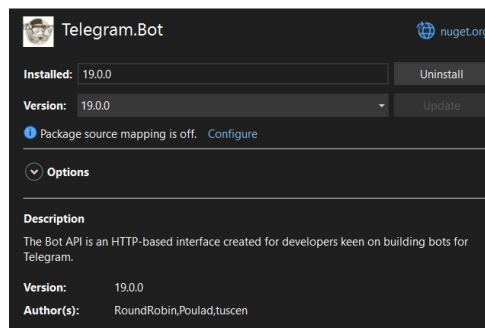 Telegram.Bot
nuget.org
Installed: 19.0.0 Uninstall
Version: 19.0.0 Update
Package source mapping is off. Configure
Options
Description
The Bot API is an HTTP-based interface created for developers keen on building bots for
Telegram.
Version: 19.0.0
Author(s): RoundRobin,Poulad,tuscen